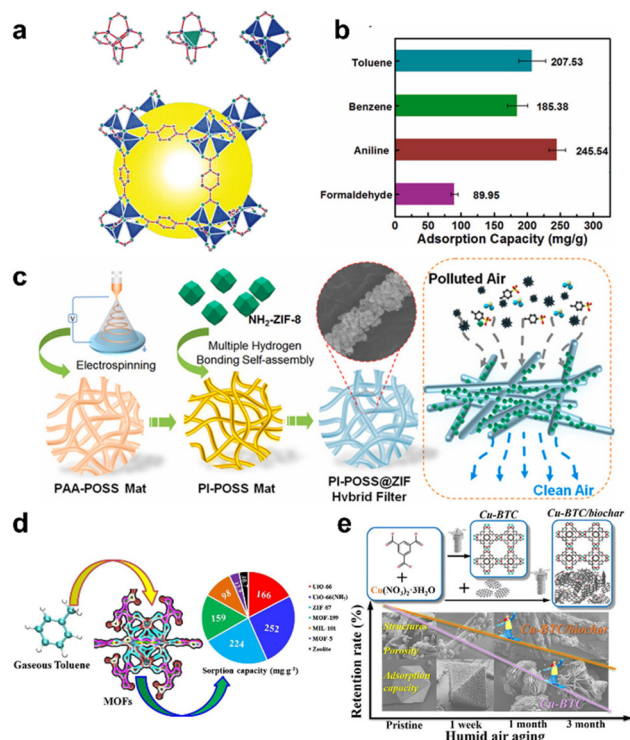 a
b
Toluene
207.53
Benzene
185.38
Aniline
245.54
Formaldehyde
89.95
0 50 100 150 200 250 300
Adsorption Capacity (mg/g)
c
V
Electrospinning
NH₂-ZIF-8
Multiple Hydrogen
Bonding Self-assembly
PAA-POSS Mat
PI-POSS Mat
PI-POSS@ZIF
Hvbrid Filter
Polluted Air
Clean Air
d
Gaseous Toluene
MOFs
98
166
159
252
224
UiO-66
UiO-66(NH₂)
ZIF-67
MOF-199
MIL-101
MOF-5
Zeolite
Sorption capacity (mg g⁻¹)
e
Cu-BTC
Cu-BTC/biochar
+
Cu(NO₃)₂·3H₂O
+
Retention rate (%)
Structures
Porosity
Adsorption
capacity
Cu-BTC/biochar
Cu-BTC
Pristine 1 week 1 month 3 month
Humid air aging